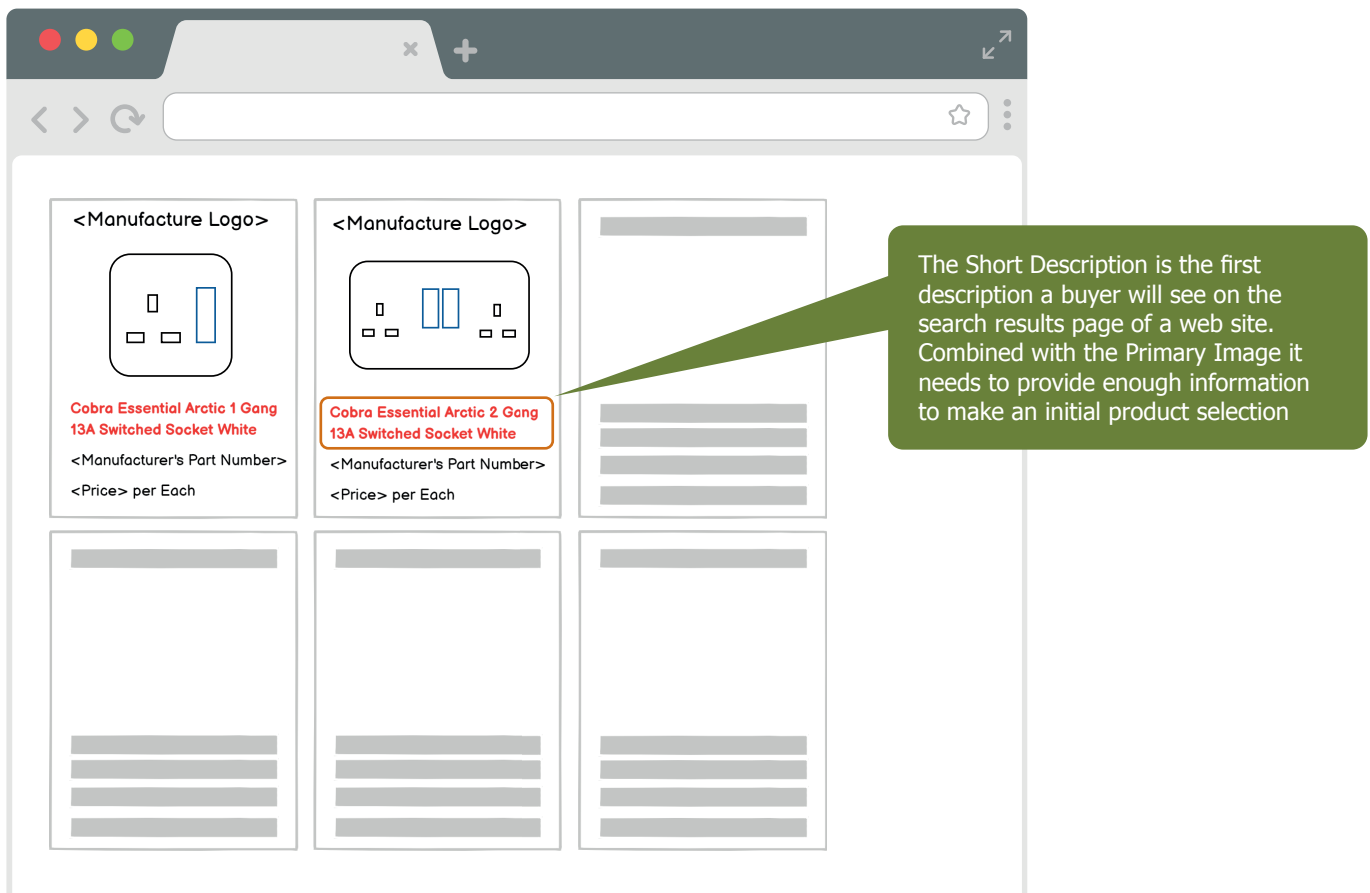 <Manufacture Logo>
Cobra Essential Arctic 1 Gang
13A Switched Socket White
<Manufacturer's Part Number>
<Price> per Each
<Manufacture Logo>
Cobra Essential Arctic 2 Gang
13A Switched Socket White
<Manufacturer's Part Number>
<Price> per Each
The Short Description is the first
description a buyer will see on the
search results page of a web site.
Combined with the Primary Image it
needs to provide enough information
to make an initial product selection